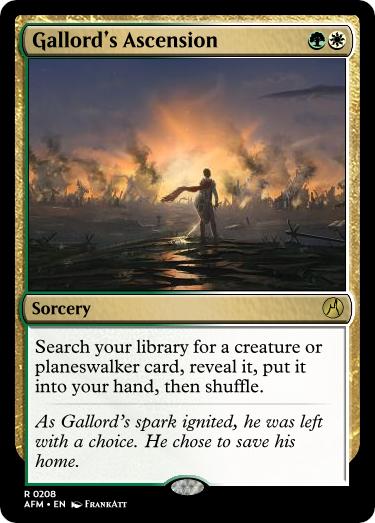 Gallord's Ascension
Sorcery
Search your library for a creature or
planeswalker card, reveal it, put it
into your hand, then shuffle.
As Gallord's spark ignited, he was left
with a choice. He chose to save his
home.
R 0208
AFM • EN FrankAtt